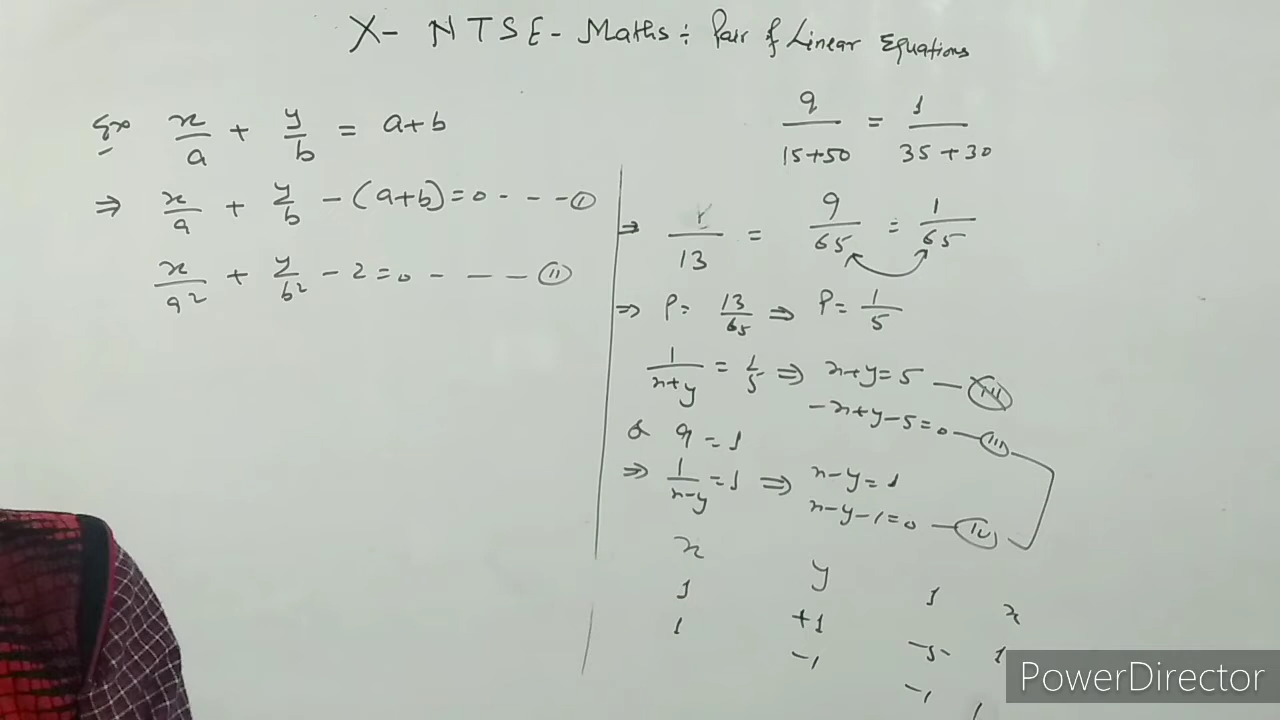 X- NTSE- Maths ÷ Pair of Linear Equations
Ex x/a + y/b = a+b
⇒ x/a + y/b - (a+b)=0 - - - (I)
x/a² + y/b² - 2=0 - - - (II)
q/(15+50) = 1/(35+30)
⇒ P/13 = q/65 = 1/65
⇒ P= 13/65 ⇒ P= 1/5
1/(x+y) = 1/5 ⇒ x+y=5 —
-x+y-5=0 — (III)
& q=1
⇒ 1/(x-y) =1 ⇒ x-y=1
x-y-1=0 — (IV)
x y 1 x
1 +1 -5 1
1 -1 -1 1
PowerDirector